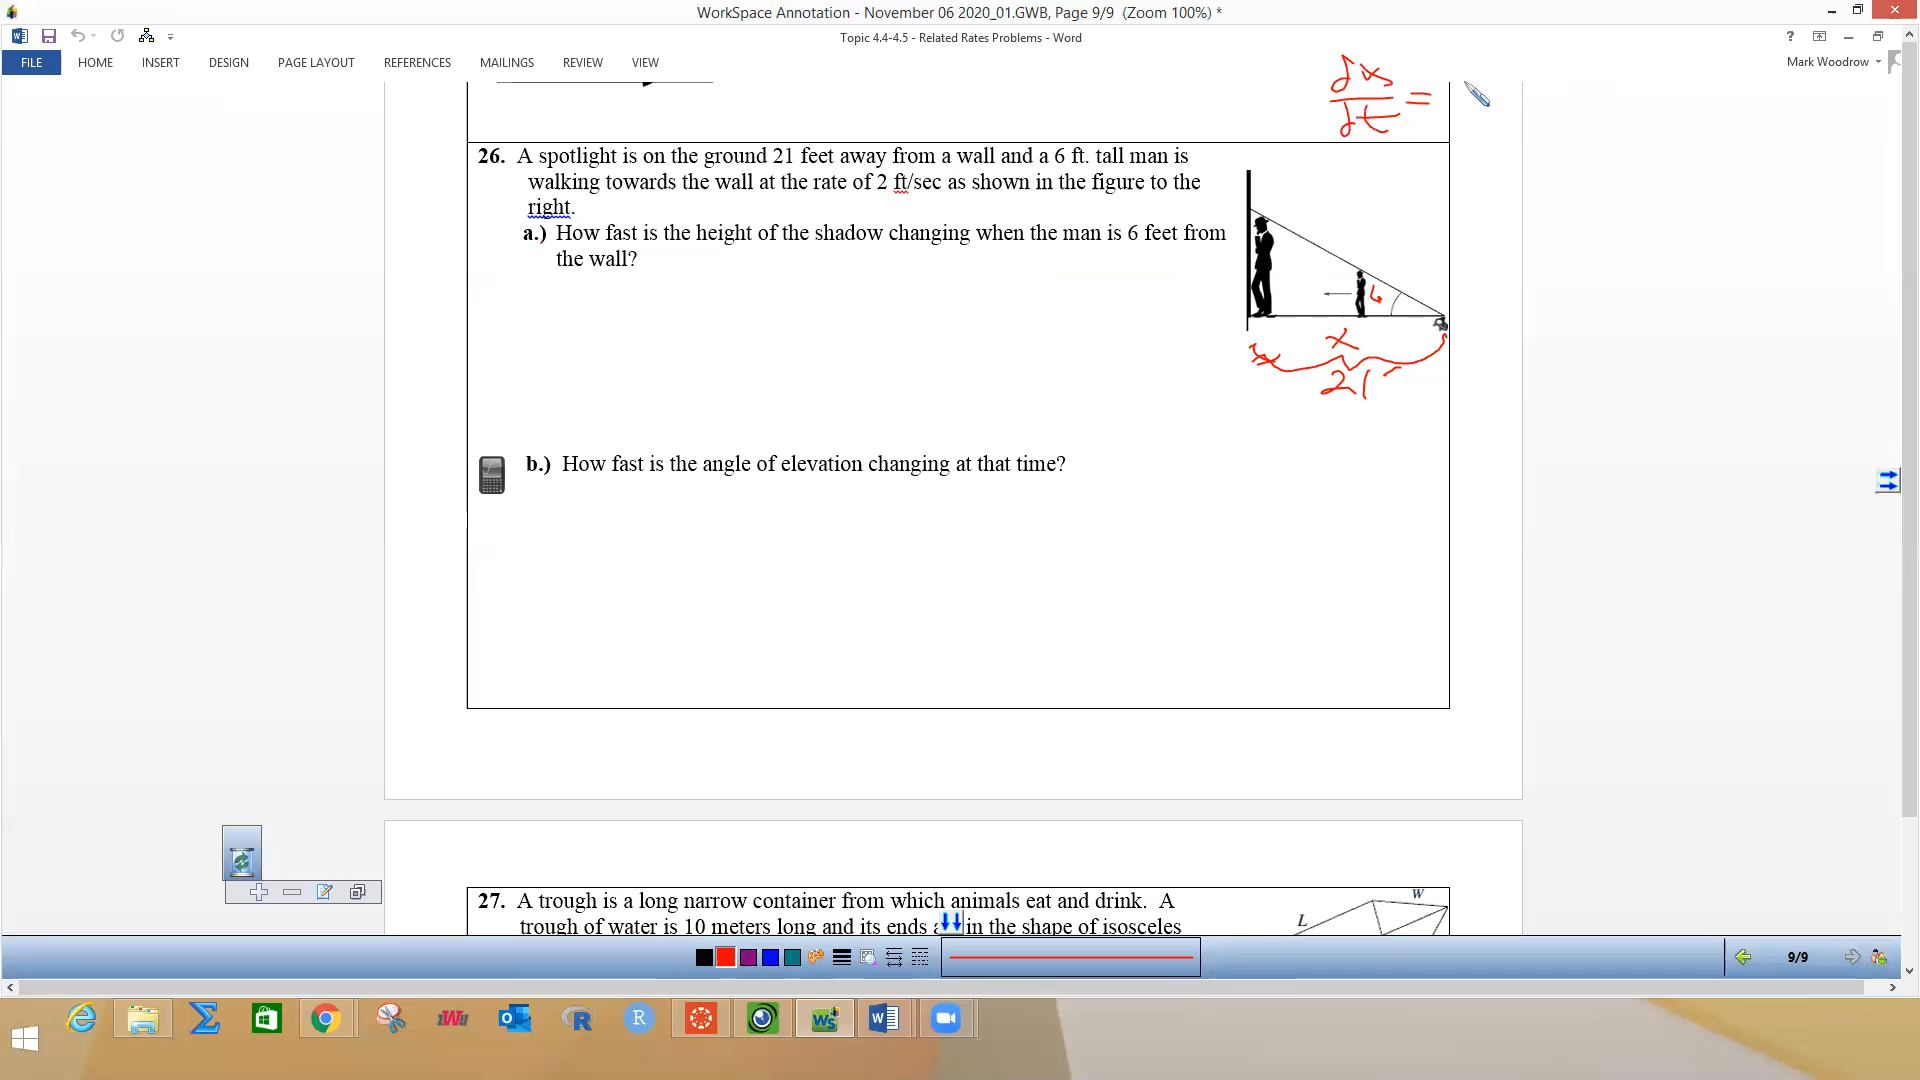 WorkSpace Annotation - November 06 2020_01.GWB, Page 9/9 (Zoom 100%) *
Topic 4.4-4.5 - Related Rates Problems - Word
FILE HOME INSERT DESIGN PAGE LAYOUT REFERENCES MAILINGS REVIEW VIEW
Mark Woodrow
dx
dt =
26. A spotlight is on the ground 21 feet away from a wall and a 6 ft. tall man is
walking towards the wall at the rate of 2 ft/sec as shown in the figure to the
right.
a.) How fast is the height of the shadow changing when the man is 6 feet from
the wall?
6
x
21
b.) How fast is the angle of elevation changing at that time?
27. A trough is a long narrow container from which animals eat and drink. A
trough of water is 10 meters long and its ends in the shape of isosceles
W
L
9/9
IWU
R
R
WS